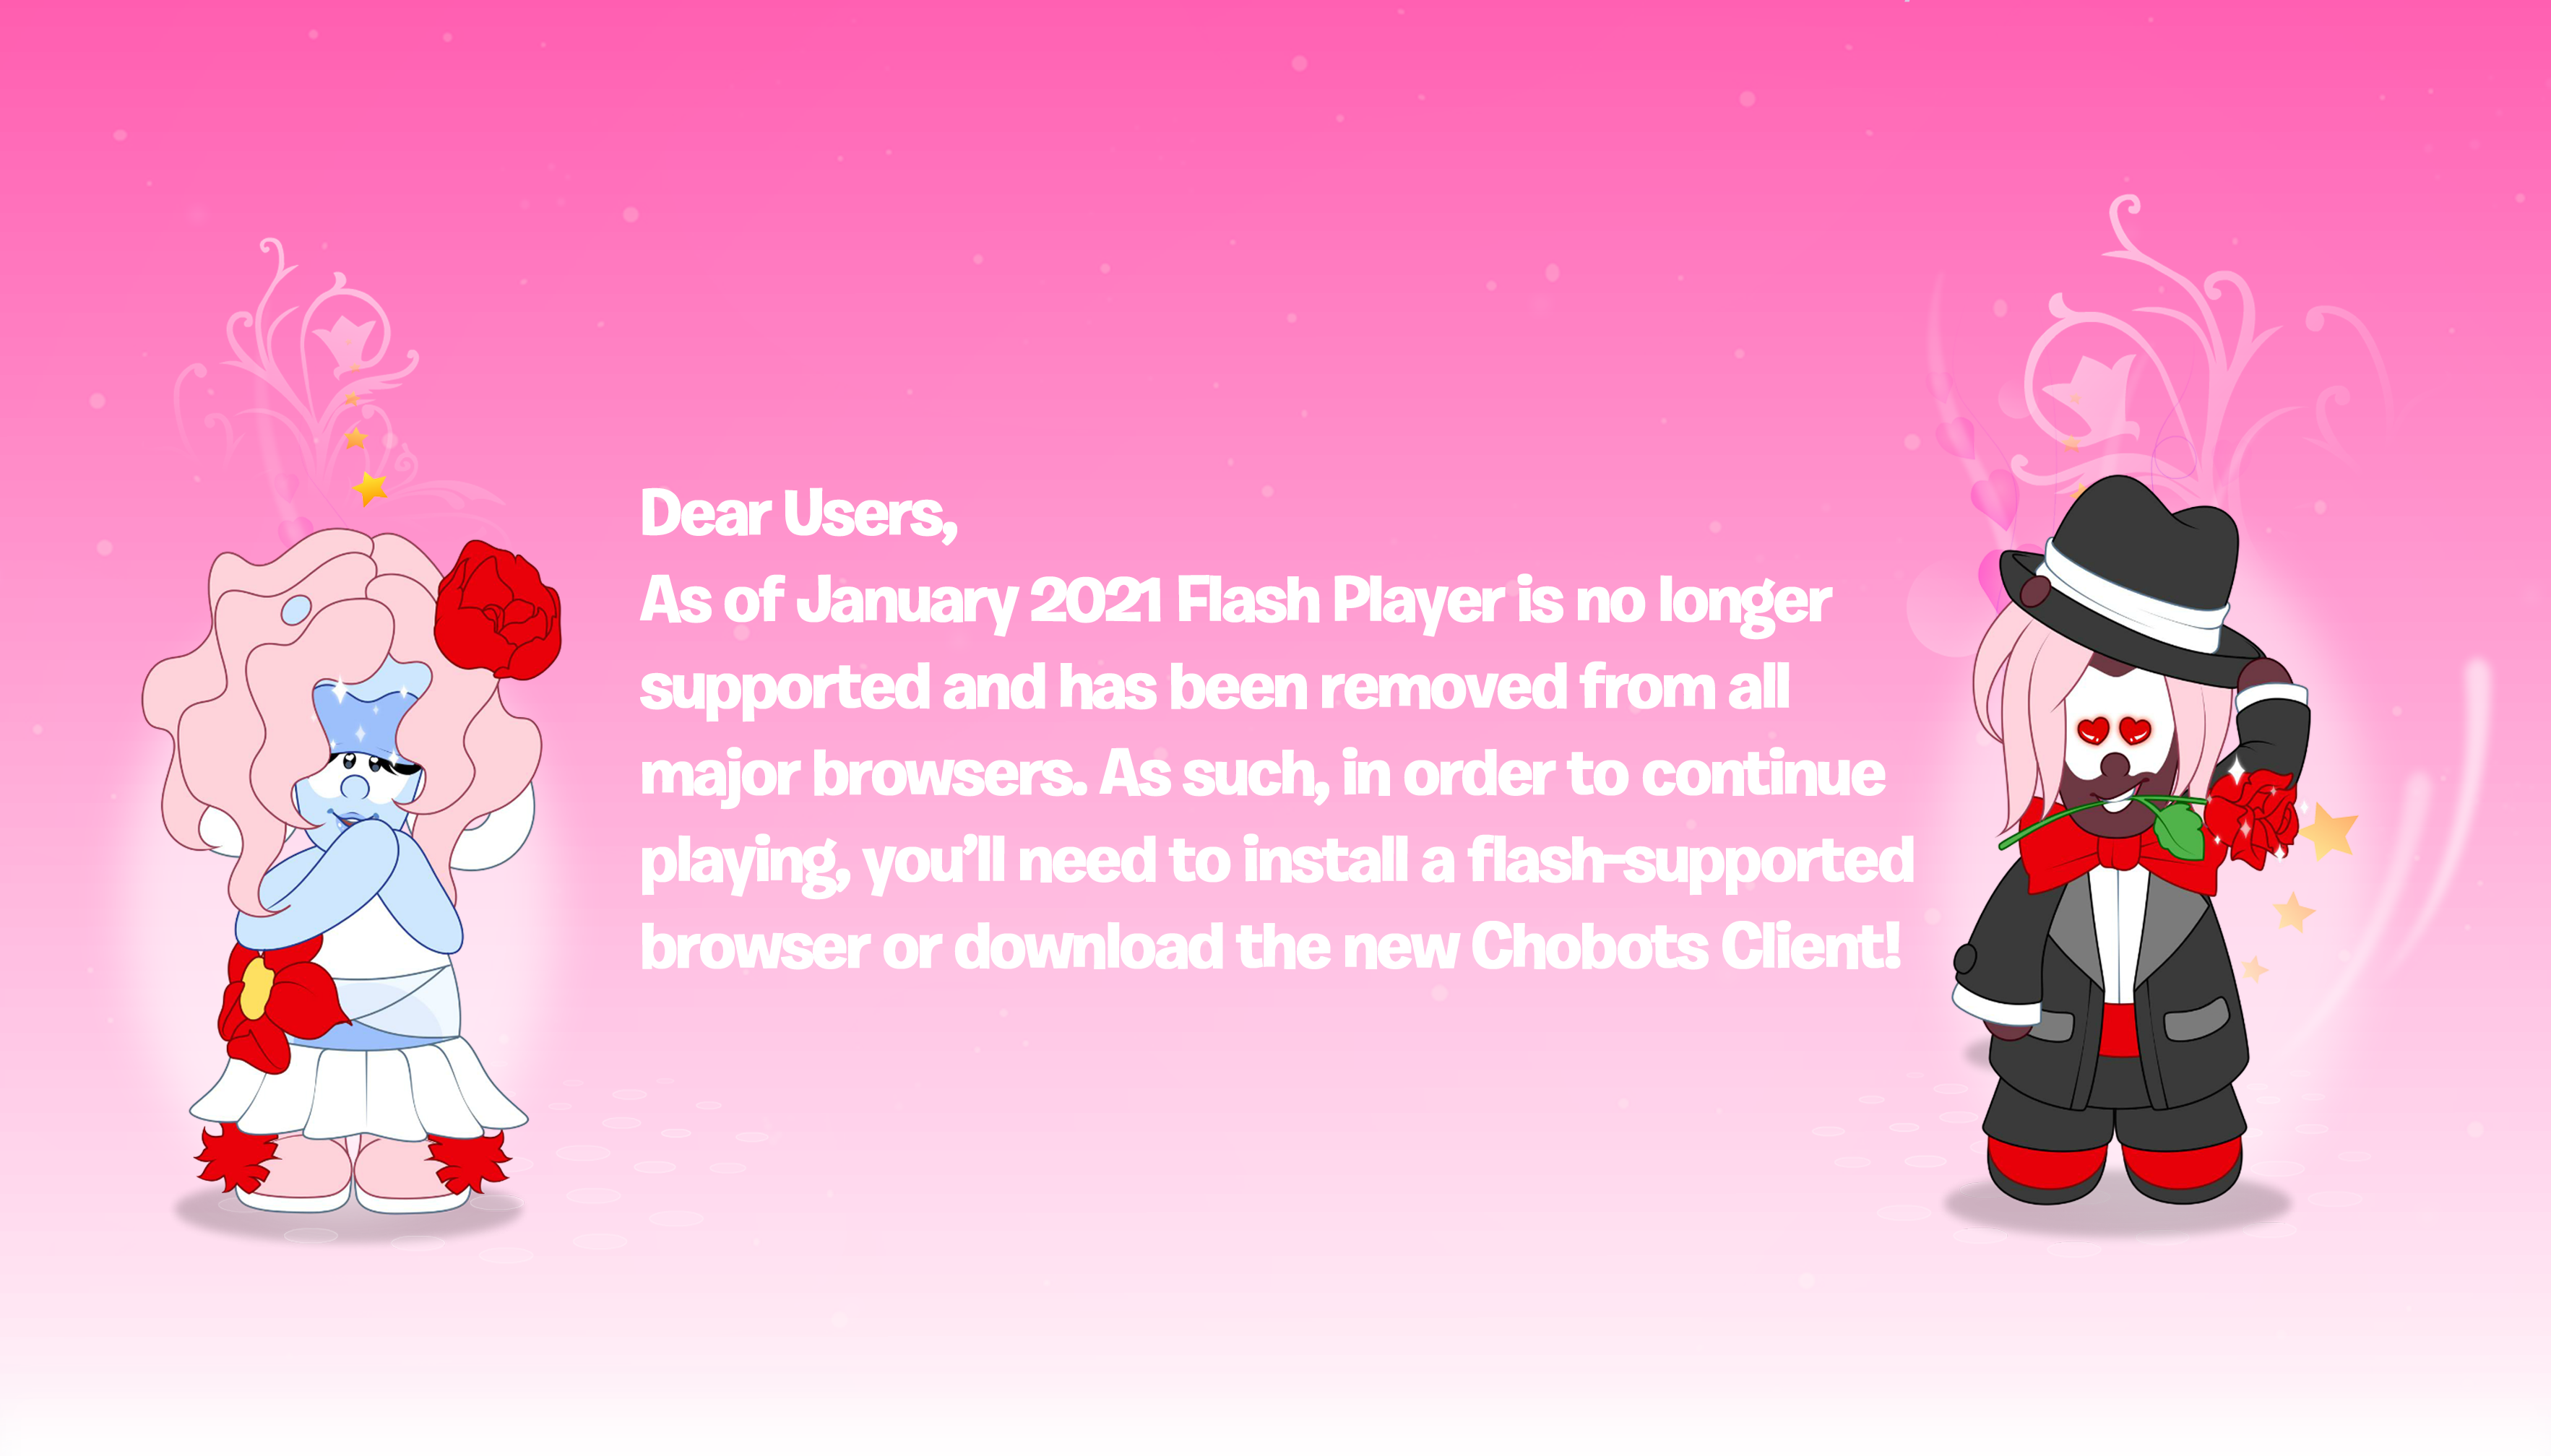 Dear Users,
As of January 2021 Flash Player is no longer
supported and has been removed from all
major browsers. As such, in order to continue
playing, you’ll need to install a flash-supported
browser or download the new Chobots Client!